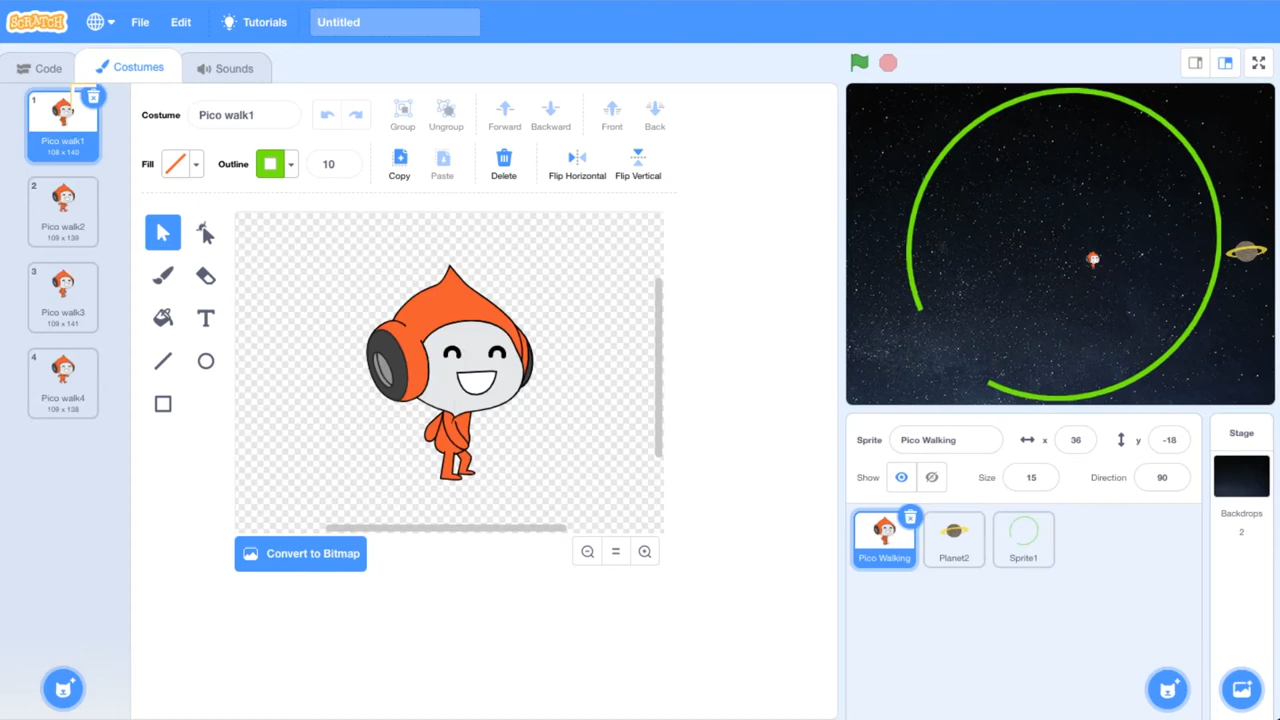 SCRATCH File Edit Tutorials Untitled
Code Costumes Sounds
1
Pico walk1
108 x 140
2
Pico walk2
109 x 139
3
Pico walk3
109 x 141
4
Pico walk4
109 x 138
Costume Pico walk1 Group Ungroup Forward Backward Front Back
Fill Outline 10 Copy Paste Delete Flip Horizontal Flip Vertical
Convert to Bitmap
Sprite Pico Walking x 36 y -18
Show Size 15 Direction 90
Pico Walking Planet2 Sprite1
Stage
Backdrops
2